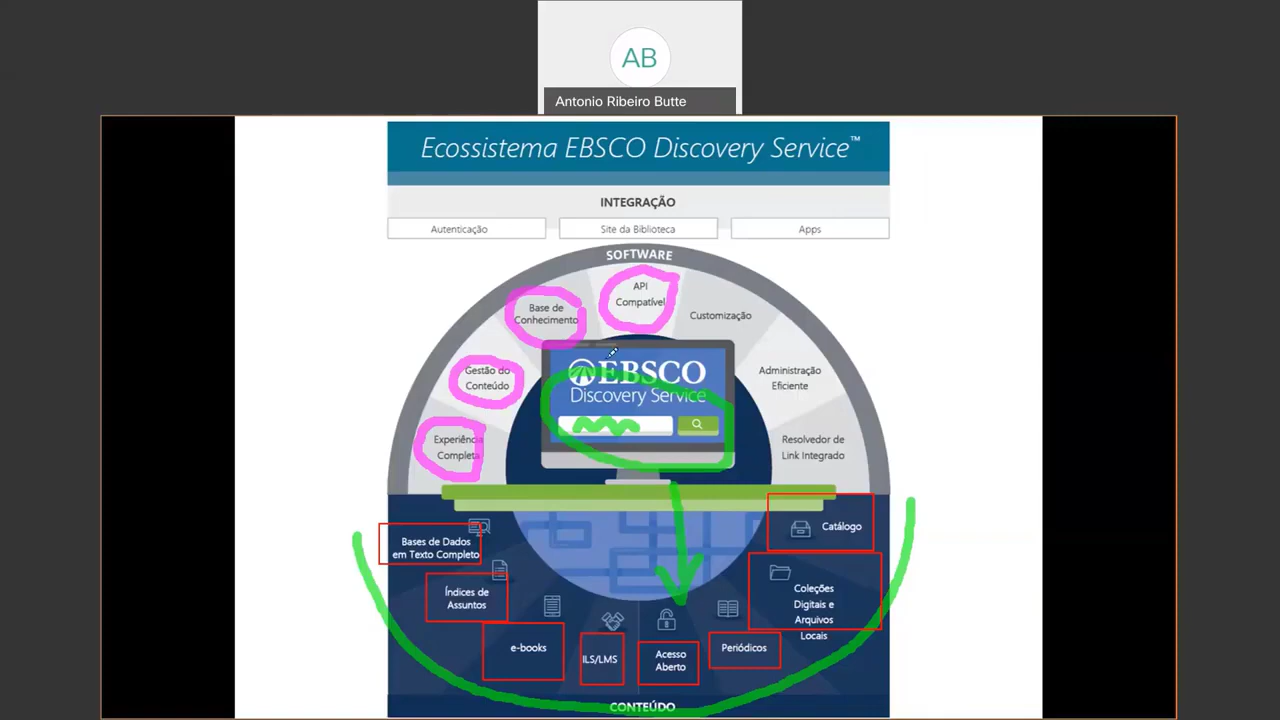 AB
Antonio Ribeiro Butte
Ecossistema EBSCO Discovery Service™
INTEGRAÇÃO
Autenticação
Site da Biblioteca
Apps
SOFTWARE
API
Compatível
Base de
Conhecimento
Customização
Gestão do
Conteúdo
Administração
Eficiente
Experiência
Completa
Resolvedor de
Link Integrado
EBSCO
Discovery Service
Bases de Dados
em Texto Completo
Índices de
Assuntos
e-books
ILS/LMS
Acesso
Aberto
Periódicos
Coleções
Digitais e
Arquivos
Locais
Catálogo
CONTEÚDO